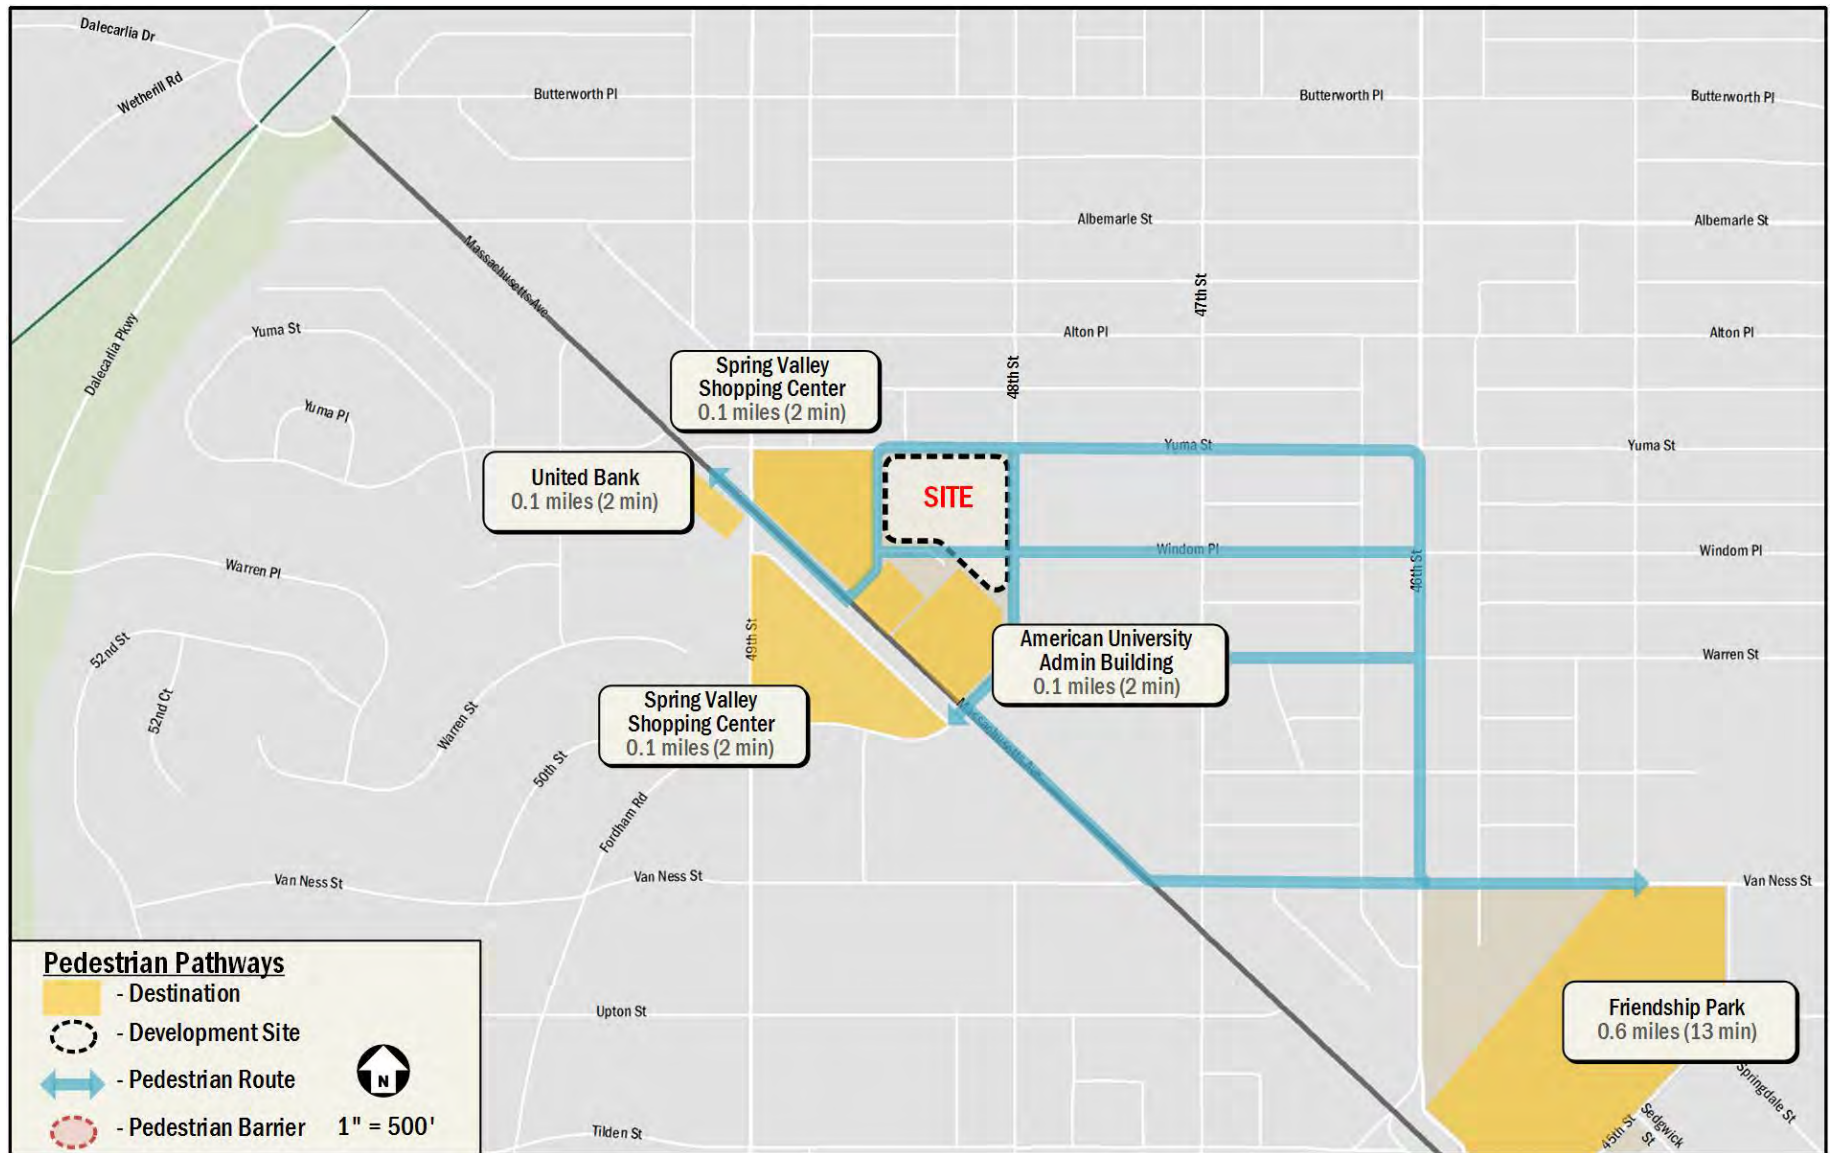 Dalecarlia Dr
Wetherill Rd
Butterworth Pl
Butterworth Pl
Butterworth Pl
Albemarle St
Albemarle St
Massachusetts Ave
47th St
Dalecarlia Pkwy
Yuma St
Alton Pl
Alton Pl
48th St
Spring Valley
Shopping Center
0.1 miles (2 min)
Yuma Pl
Yuma St
Yuma St
United Bank
0.1 miles (2 min)
SITE
Windom Pl
Windom Pl
46th St
Warren Pl
52nd St
49th St
American University
Admin Building
0.1 miles (2 min)
Warren St
52nd Ct
Warren St
Spring Valley
Shopping Center
0.1 miles (2 min)
Massachusetts Ave
50th St
Fordham Rd
Van Ness St
Van Ness St
Van Ness St
Pedestrian Pathways
- Destination
- Development Site
- Pedestrian Route
- Pedestrian Barrier
N
1" = 500'
Upton St
Friendship Park
0.6 miles (13 min)
Springdale St
Tilden St
45th St
Sedgwick
St